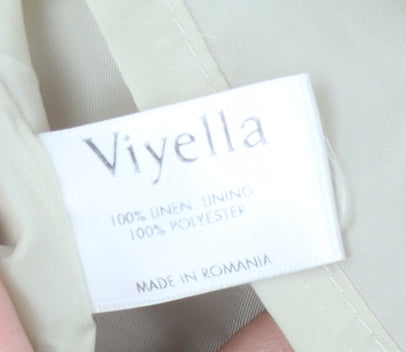 Viyella
100% LINEN LINING
100% POLYESTER
MADE IN ROMANIA